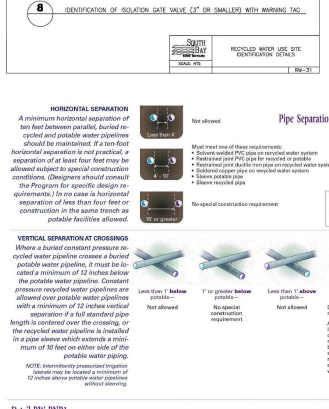 8
IDENTIFICATION OF ISOLATION GATE VALVE (3" OR SMALLER) WITH WARNING TAG
SOUTH
BAY
SCALE: NTS
RECYCLED WATER USE SITE
IDENTIFICATION DETAILS
RW-31
Pipe Separatio
HORIZONTAL SEPARATION
A minimum horizontal separation of
ten feet between parallel, buried re-
cycled and potable water pipelines
should be maintained. If a ten-foot
horizontal separation is not practical, a
separation of at least four feet may be
allowed subject to special construction
conditions. (Designers should consult
the Program for specific design re-
quirements.) In no case is horizontal
separation of less than four feet or
construction in the same trench as
potable facilities allowed.
Less than 4'
Not allowed
4' - 10'
Must meet one of these requirements:
• Solvent-welded PVC pipe on recycled water system
• Restrained joint PVC pipe for recycled or potable
• Restrained joint ductile iron pipe on recycled water syste
• Soldered copper pipe on recycled water system
• Sleeve potable pipe
• Sleeve recycled pipe
10' or greater
No special construction requirement
VERTICAL SEPARATION AT CROSSINGS
Where a buried constant pressure re-
cycled water pipeline crosses a buried
potable water pipeline, it must be lo-
cated a minimum of 12 inches below
the potable water pipeline. Constant
pressure recycled water pipelines are
allowed over potable water pipelines
with a minimum of 12 inches vertical
separation if a full standard pipe
length is centered over the crossing, or
the recycled water pipeline is installed
in a pipe sleeve which extends a mini-
mum of 10 feet on either side of the
potable water piping.
NOTE: Intermittently pressurized irrigation
laterals may be located a minimum of
12 inches above potable water pipelines
without sleeving.
Less than 1' below
potable—
Not allowed
1' or greater below
potable—
No special
construction
requirement
Less than 1' above
potable—
Not allowed